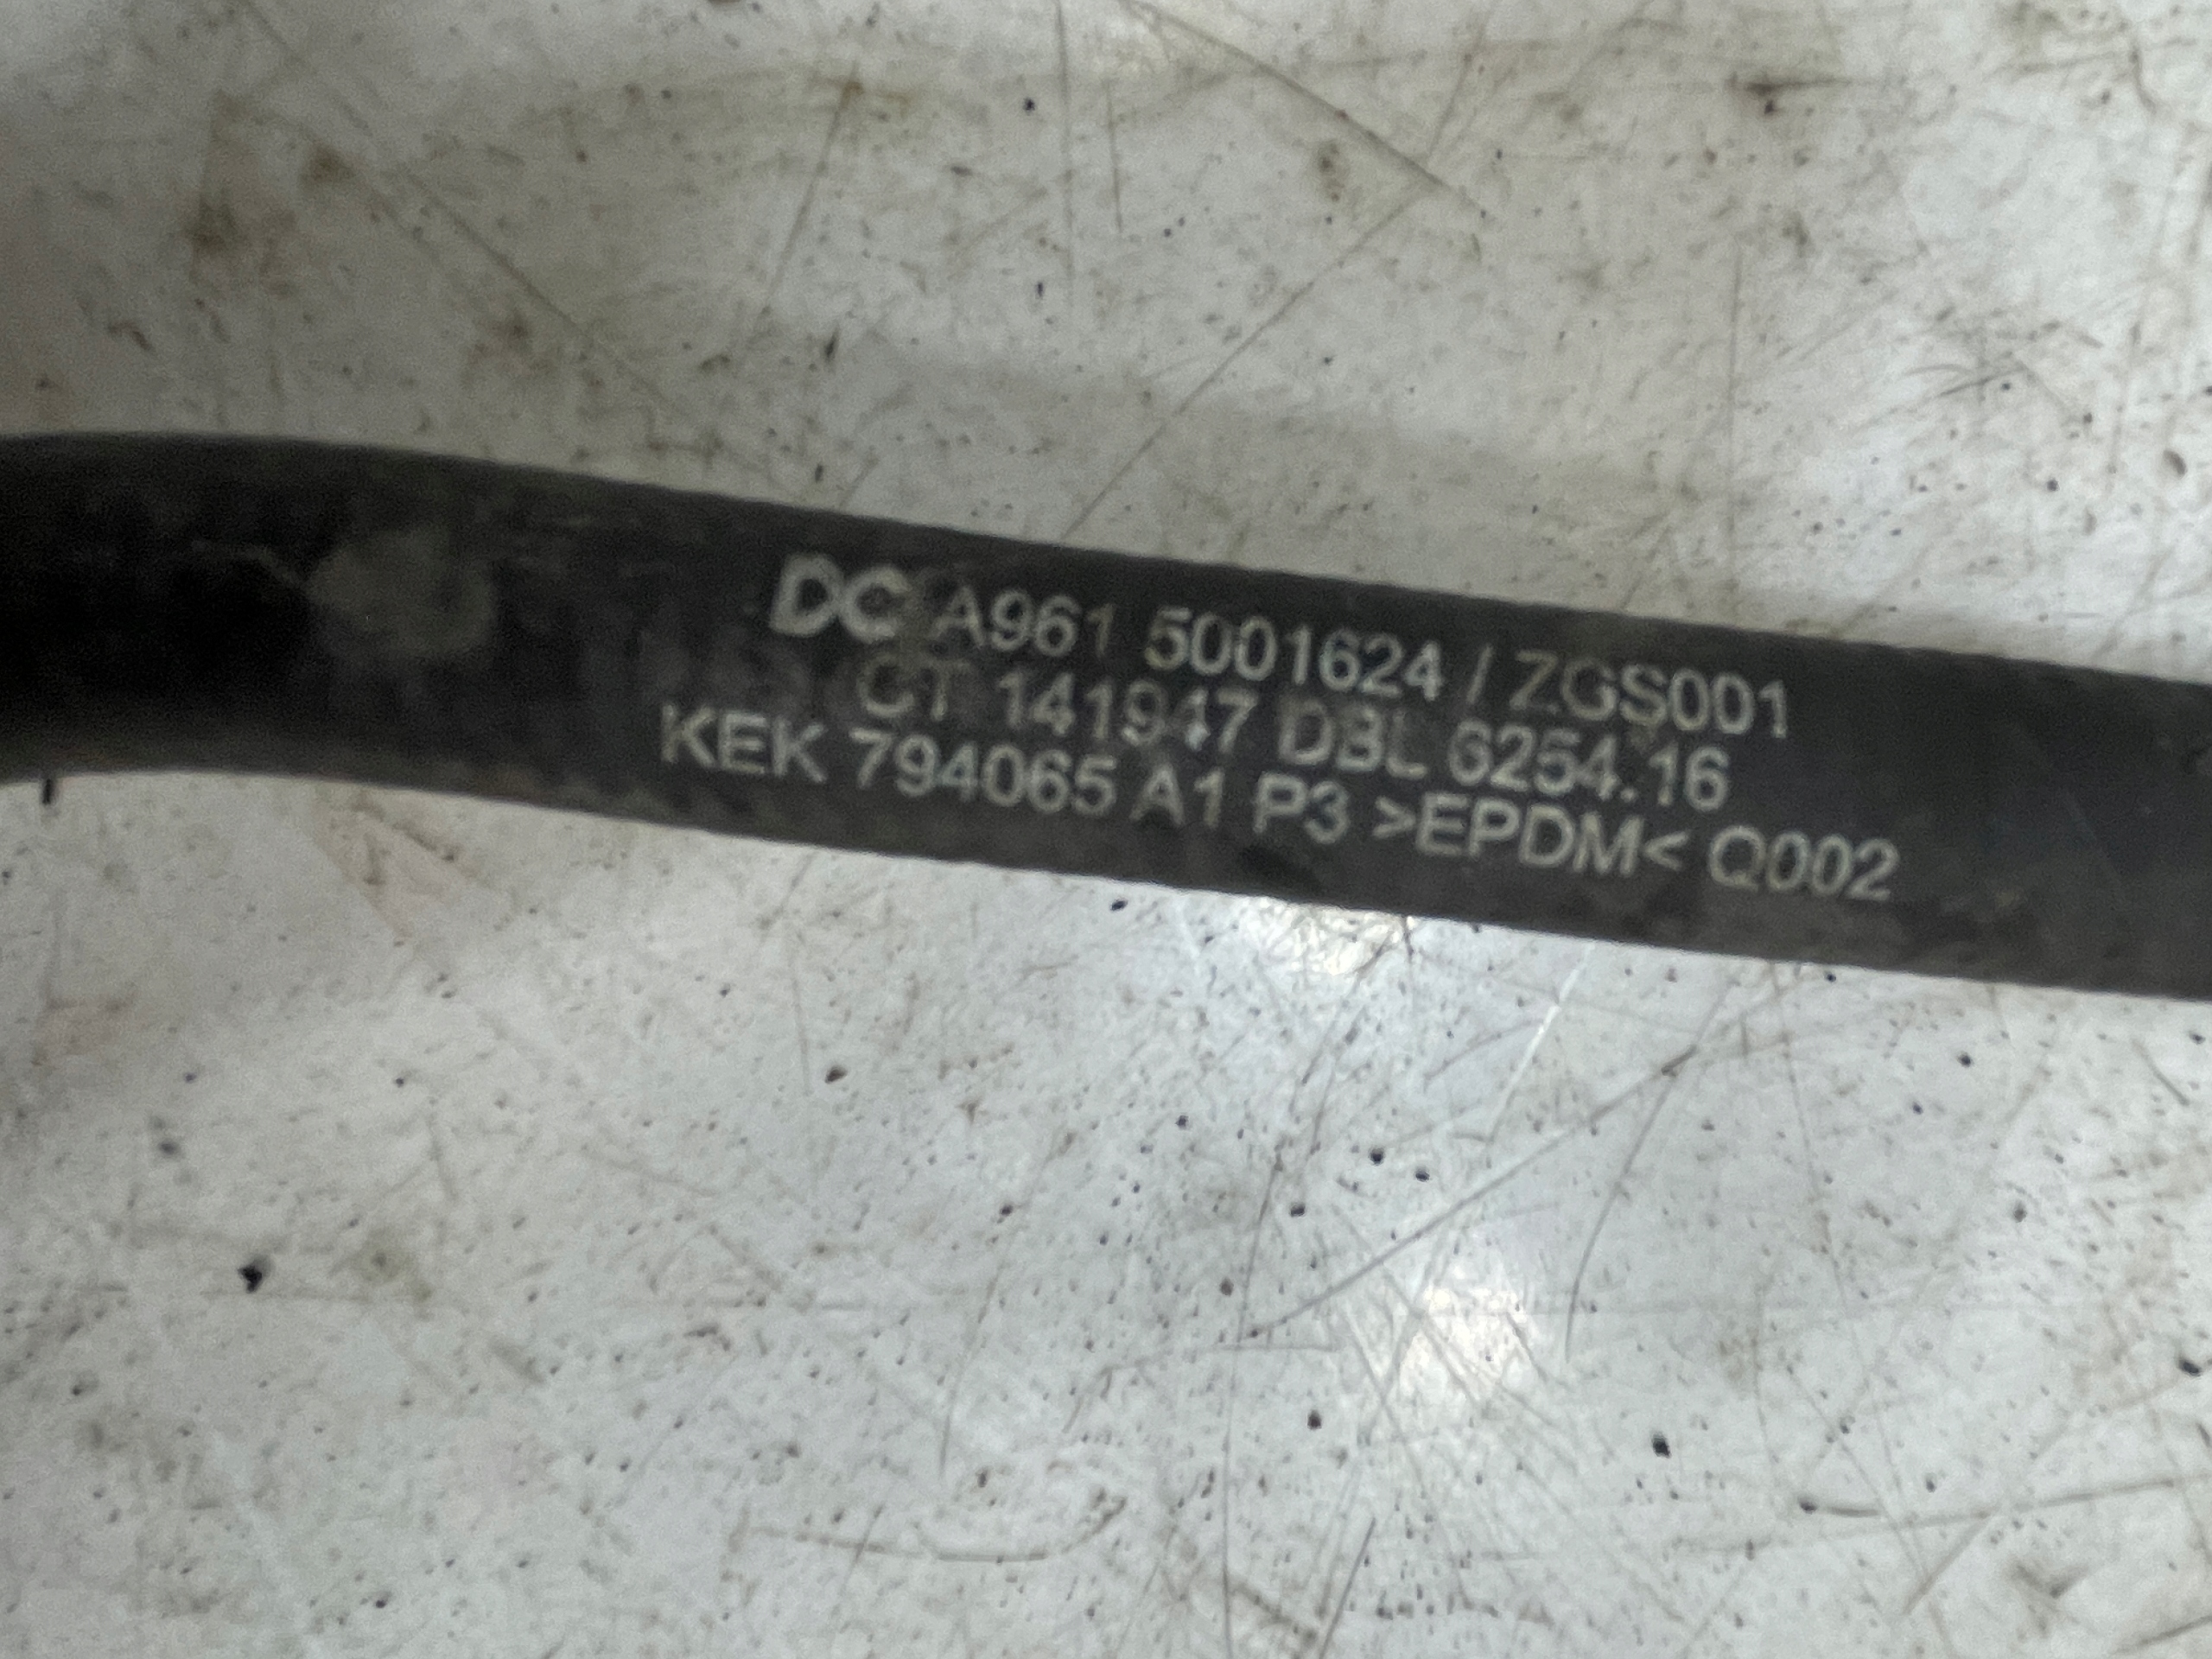 DC A961 5001624 / ZGS001
CT 141947 DBL 6254.16
KEK 794065 A1 P3 >EPDM< Q002